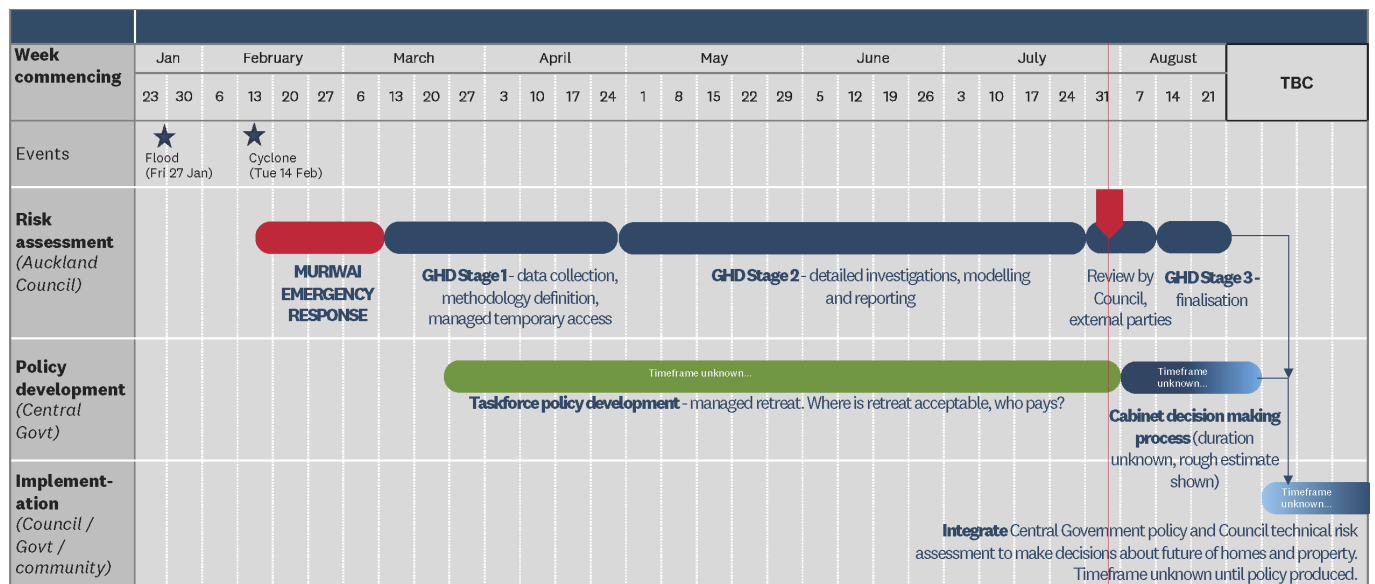 Week
commencing
Jan February March April May June July August
TBC
23 30 6 13 20 27 6 13 20 27 3 10 17 24 1 8 15 22 29 5 12 19 26 3 10 17 24 31 7 14 21
Events
Flood
(Fri 27 Jan)
Cyclone
(Tue 14 Feb)
Risk
assessment
(Auckland
Council)
MURIWAI
EMERGENCY
RESPONSE
GHD Stage 1 - data collection,
methodology definition,
managed temporary access
GHD Stage 2 - detailed investigations, modelling
and reporting
Review by
Council,
external parties
GHD Stage 3 -
finalisation
Policy
development
(Central
Govt)
Timeframe unknown...
Taskforce policy development - managed retreat. Where is retreat acceptable, who pays?
Timeframe
unknown...
Cabinet decision making
process (duration
unknown, rough estimate
shown)
Implement-
ation
(Council /
Govt /
community)
Timeframe
unknown...
Integrate Central Government policy and Council technical risk
assessment to make decisions about future of homes and property.
Timeframe unknown until policy produced.